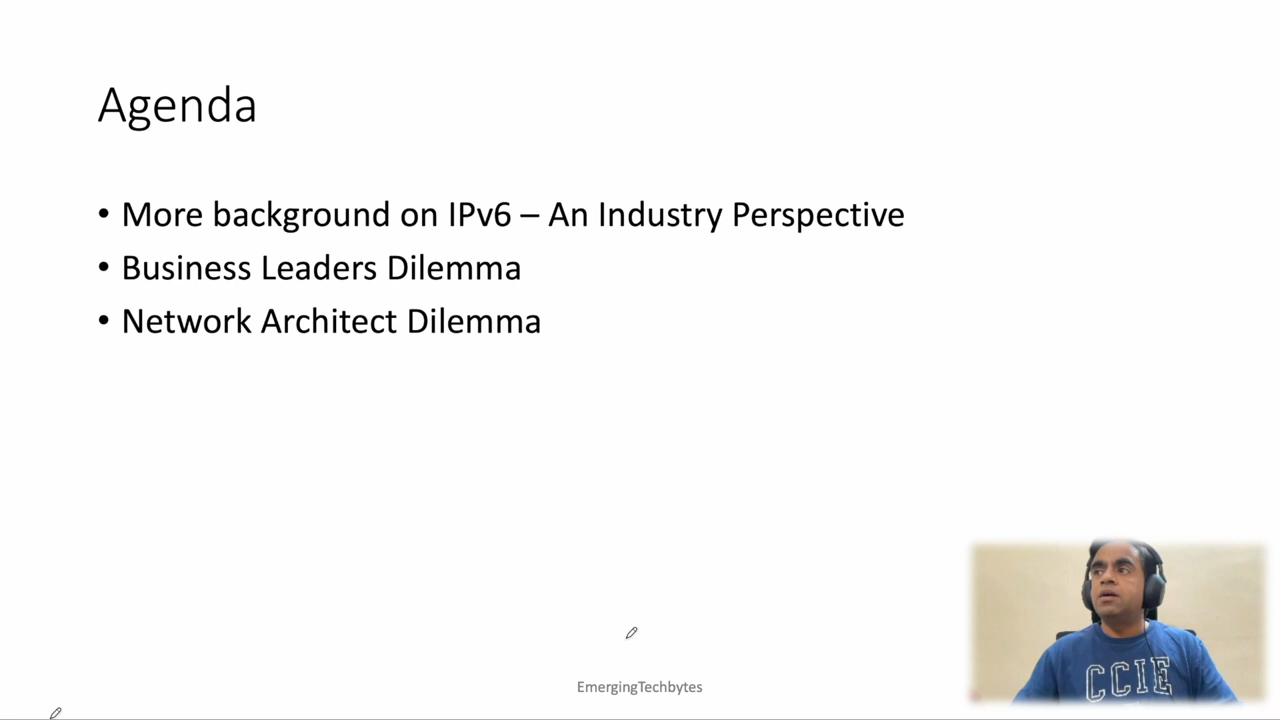 Agenda
• More background on IPv6 – An Industry Perspective
• Business Leaders Dilemma
• Network Architect Dilemma
EmergingTechbytes
CCIE